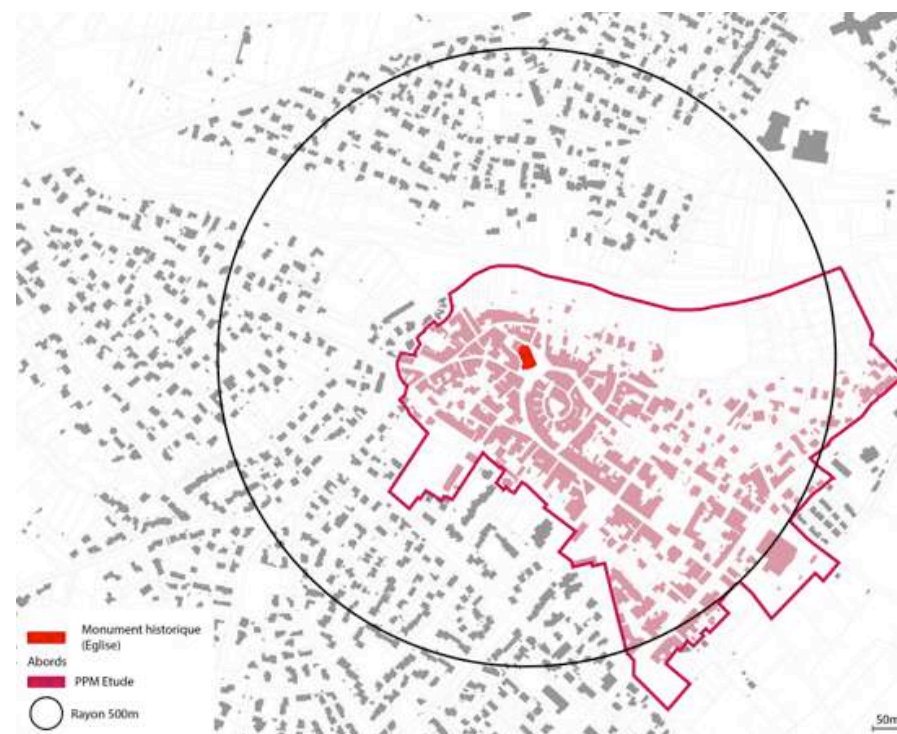 Monument historique
(Eglise)
Abords
PPM Etude
Rayon 500m
50m